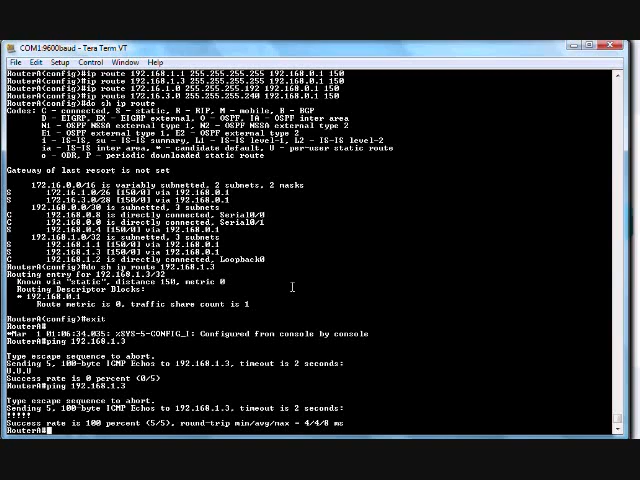 COM1:9600baud - Tera Term VT
File Edit Setup Control Window Help
RouterA(config)#ip route 192.168.1.1 255.255.255.255 192.168.0.1 150
RouterA(config)#ip route 192.168.1.3 255.255.255.255 192.168.0.1 150
RouterA(config)#ip route 172.16.1.0 255.255.255.192 192.168.0.1 150
RouterA(config)#ip route 172.16.3.0 255.255.255.240 192.168.0.1 150
RouterA(config)#do sh ip route
Codes: C - connected, S - static, R - RIP, M - mobile, B - BGP
D - EIGRP, EX - EIGRP external, O - OSPF, IA - OSPF inter area
N1 - OSPF NSSA external type 1, N2 - OSPF NSSA external type 2
E1 - OSPF external type 1, E2 - OSPF external type 2
i - IS-IS, su - IS-IS summary, L1 - IS-IS level-1, L2 - IS-IS level-2
ia - IS-IS inter area, * - candidate default, U - per-user static route
o - ODR, P - periodic downloaded static route
Gateway of last resort is not set
172.16.0.0/16 is variably subnetted, 2 subnets, 2 masks
S 172.16.1.0/26 [150/0] via 192.168.0.1
S 172.16.3.0/28 [150/0] via 192.168.0.1
192.168.0.0/30 is subnetted, 3 subnets
C 192.168.0.8 is directly connected, Serial0/0
C 192.168.0.0 is directly connected, Serial0/1
S 192.168.0.4 [150/0] via 192.168.0.1
192.168.1.0/32 is subnetted, 3 subnets
S 192.168.1.1 [150/0] via 192.168.0.1
S 192.168.1.3 [150/0] via 192.168.0.1
C 192.168.1.2 is directly connected, Loopback0
RouterA(config)#do sh ip route 192.168.1.3
Routing entry for 192.168.1.3/32
Known via "static", distance 150, metric 0
Routing Descriptor Blocks:
* 192.168.0.1
Route metric is 0, traffic share count is 1
RouterA(config)#exit
RouterA#
*Mar 1 01:06:34.035: %SYS-5-CONFIG_I: Configured from console by console
RouterA#ping 192.168.1.3
Type escape sequence to abort.
Sending 5, 100-byte ICMP Echos to 192.168.1.3, timeout is 2 seconds:
U.U.U
Success rate is 0 percent (0/5)
RouterA#ping 192.168.1.3
Type escape sequence to abort.
Sending 5, 100-byte ICMP Echos to 192.168.1.3, timeout is 2 seconds:
!!!!!
Success rate is 100 percent (5/5), round-trip min/avg/max = 4/4/8 ms
RouterA#